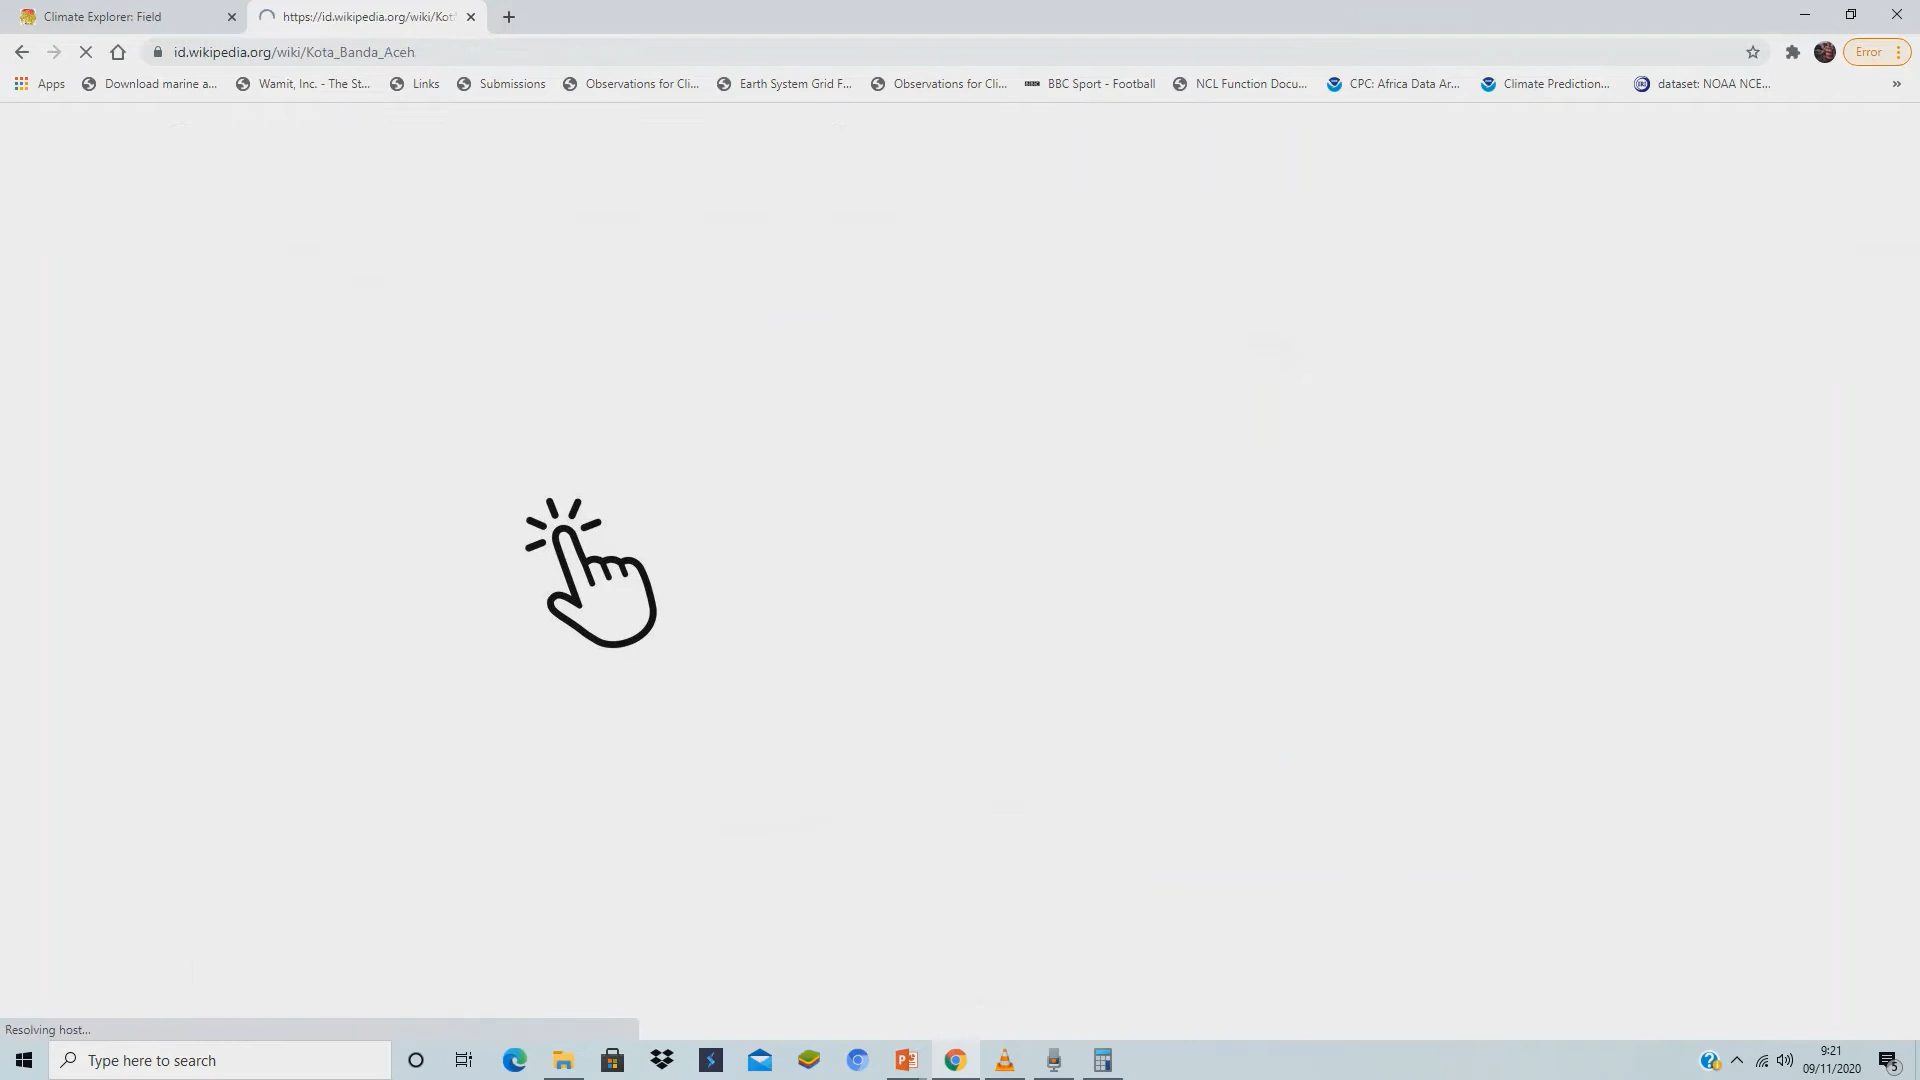 Climate Explorer: Field
https://id.wikipedia.org/wiki/Kot
id.wikipedia.org/wiki/Kota_Banda_Aceh
Error
Apps
Download marine a...
Wamit, Inc. - The St...
Links
Submissions
Observations for Cli...
Earth System Grid F...
Observations for Cli...
BBC BBC Sport - Football
NCL Function Docu...
CPC: Africa Data Ar...
Climate Prediction...
dataset: NOAA NCE...
Resolving host...
Type here to search
9:21
09/11/2020
5